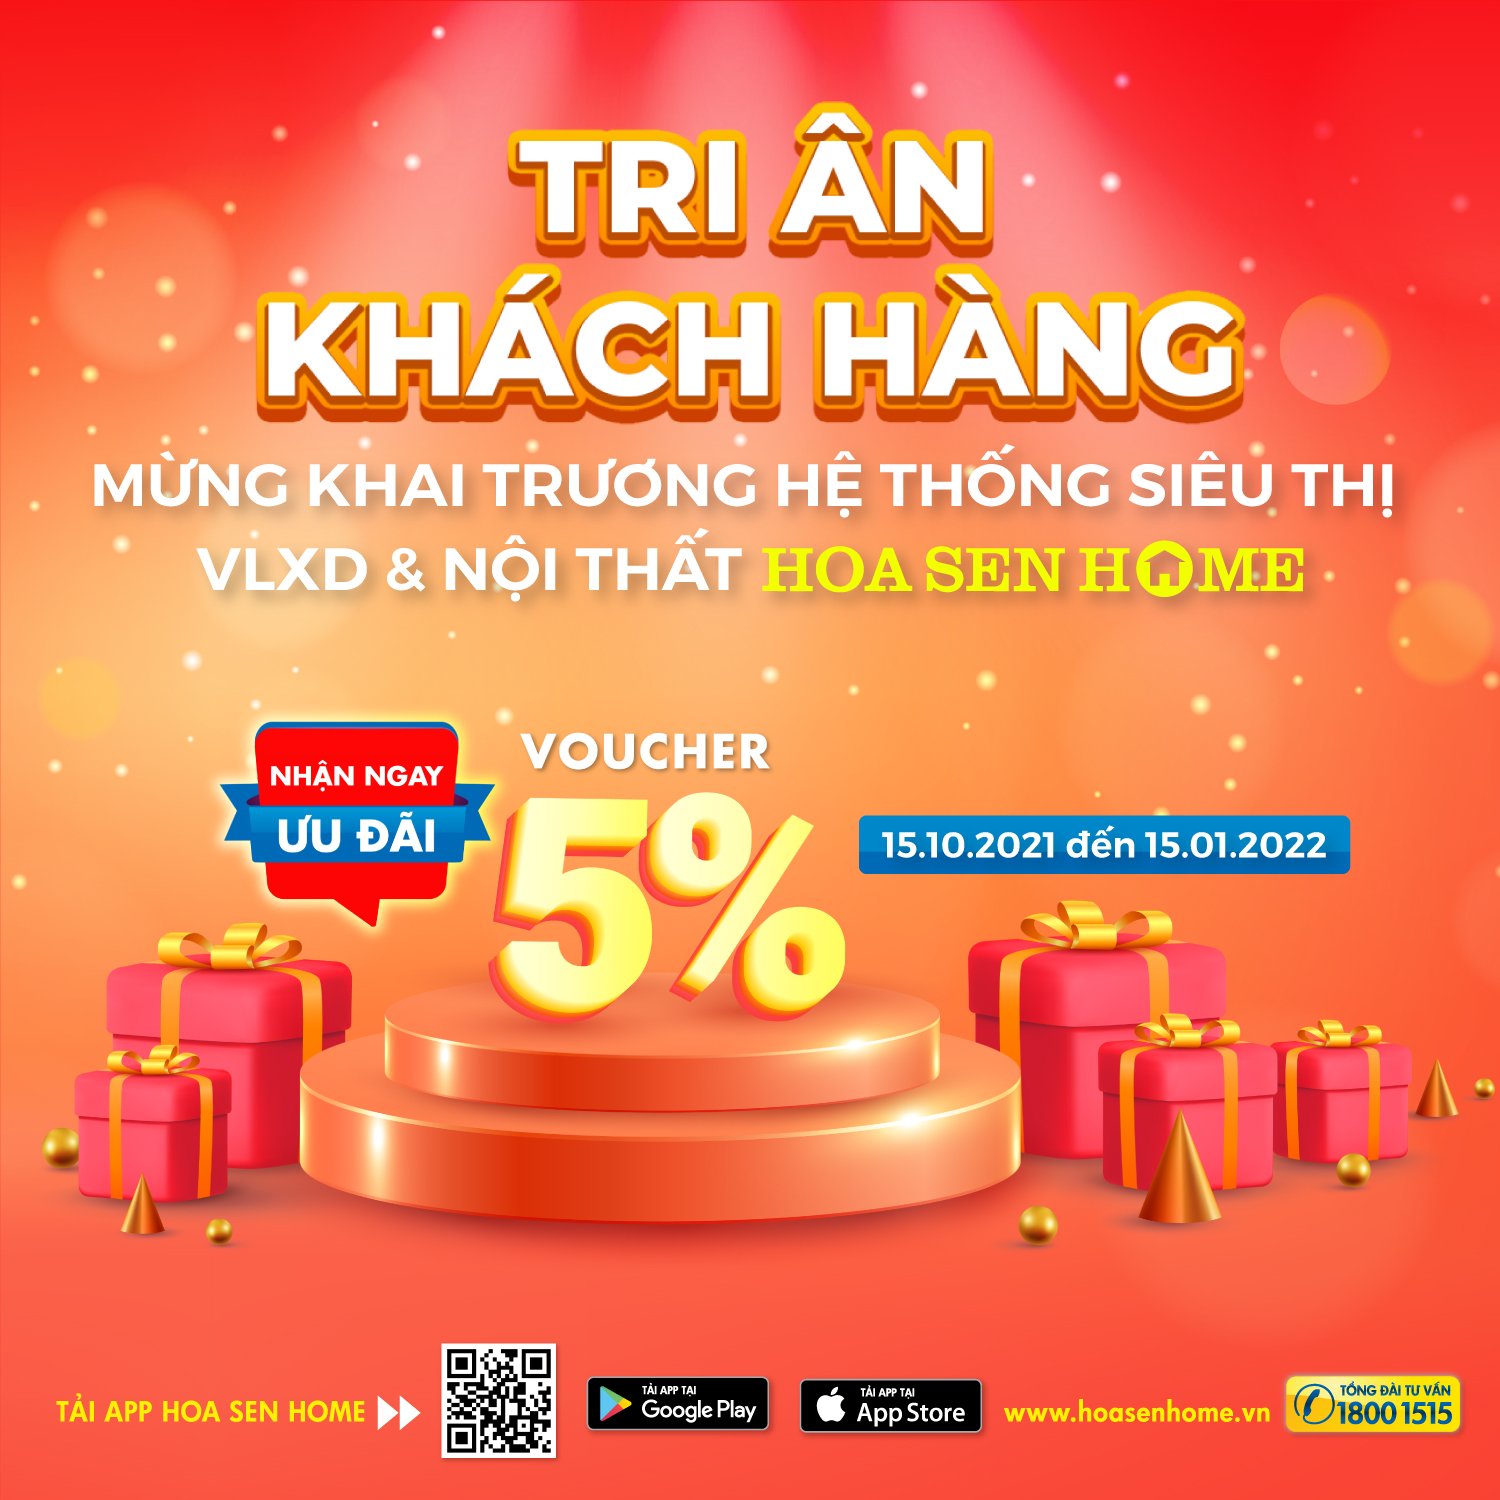 TRI ÂN
KHÁCH HÀNG
MỪNG KHAI TRƯƠNG HỆ THỐNG SIÊU THỊ
VLXD & NỘI THẤT HOA SEN HOME
NHẬN NGAY
ƯU ĐÃI
VOUCHER
5%
15.10.2021 đến 15.01.2022
TẢI APP HOA SEN HOME
TẢI APP TẠI
Google Play
TẢI APP TẠI
App Store
www.hoasenhome.vn
TỔNG ĐÀI TƯ VẤN
1800 1515